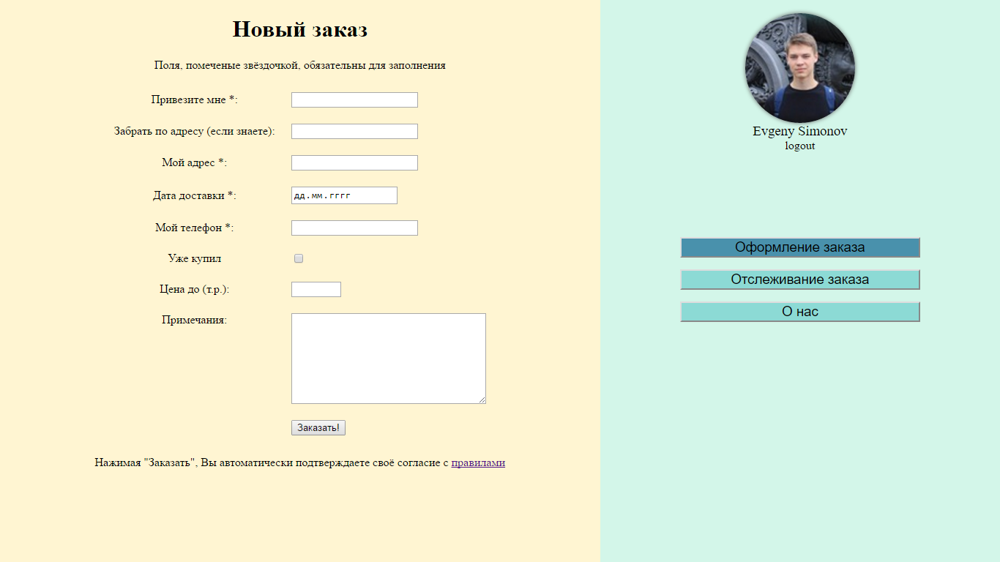 Новый заказ
Поля, помеченые звёздочкой, обязательны для заполнения
Привезите мне *:
Забрать по адресу (если знаете):
Мой адрес *:
Дата доставки *:
дд.мм.гггг
Мой телефон *:
Уже купил
Цена до (т.р.):
Примечания:
Заказать!
Нажимая "Заказать", Вы автоматически подтверждаете своё согласие с правилами
Evgeny Simonov
logout
Оформление заказа
Отслеживание заказа
О нас